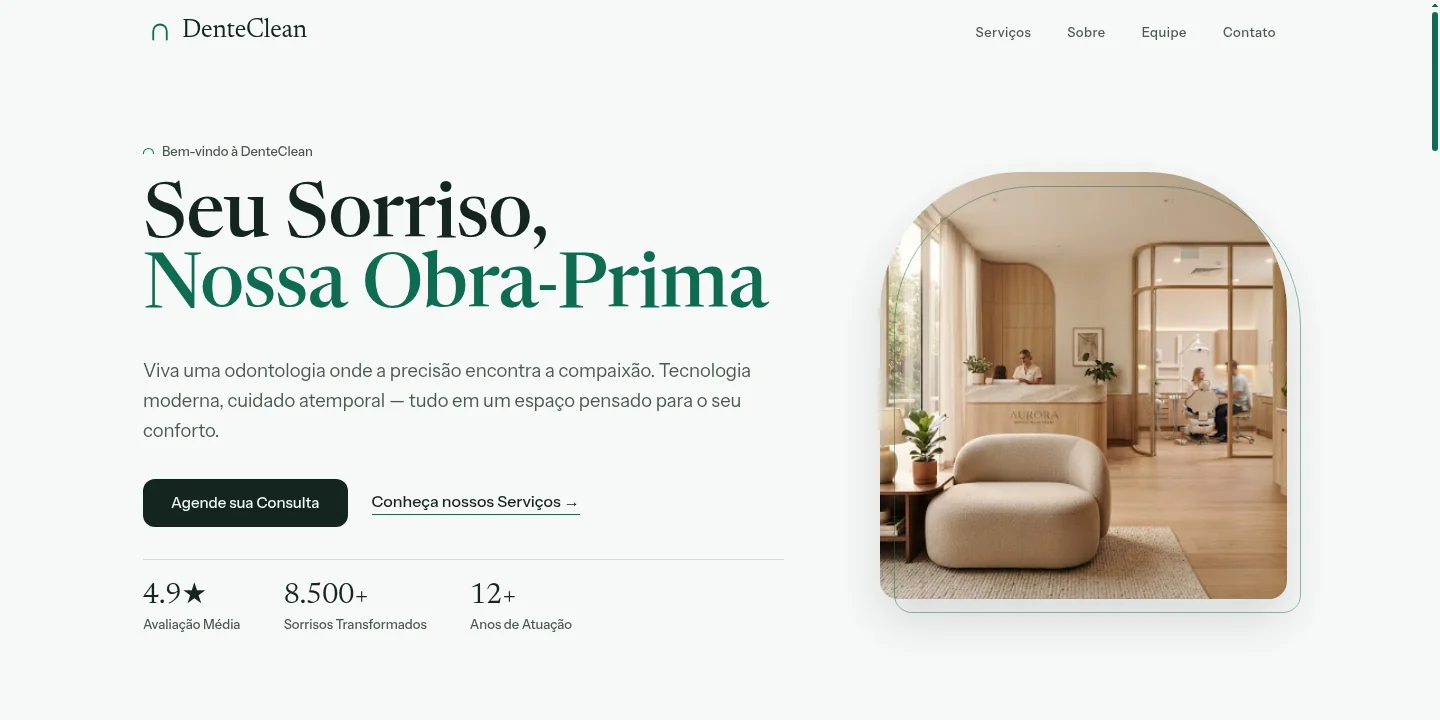 DenteClean
Serviços
Sobre
Equipe
Contato
Bem-vindo à DenteClean
Seu Sorriso,
Nossa Obra-Prima
Viva uma odontologia onde a precisão encontra a compaixão. Tecnologia
moderna, cuidado atemporal — tudo em um espaço pensado para o seu
conforto.
Agende sua Consulta
Conheça nossos Serviços →
4.9★
Avaliação Média
8.500+
Sorrisos Transformados
12+
Anos de Atuação
AURORA